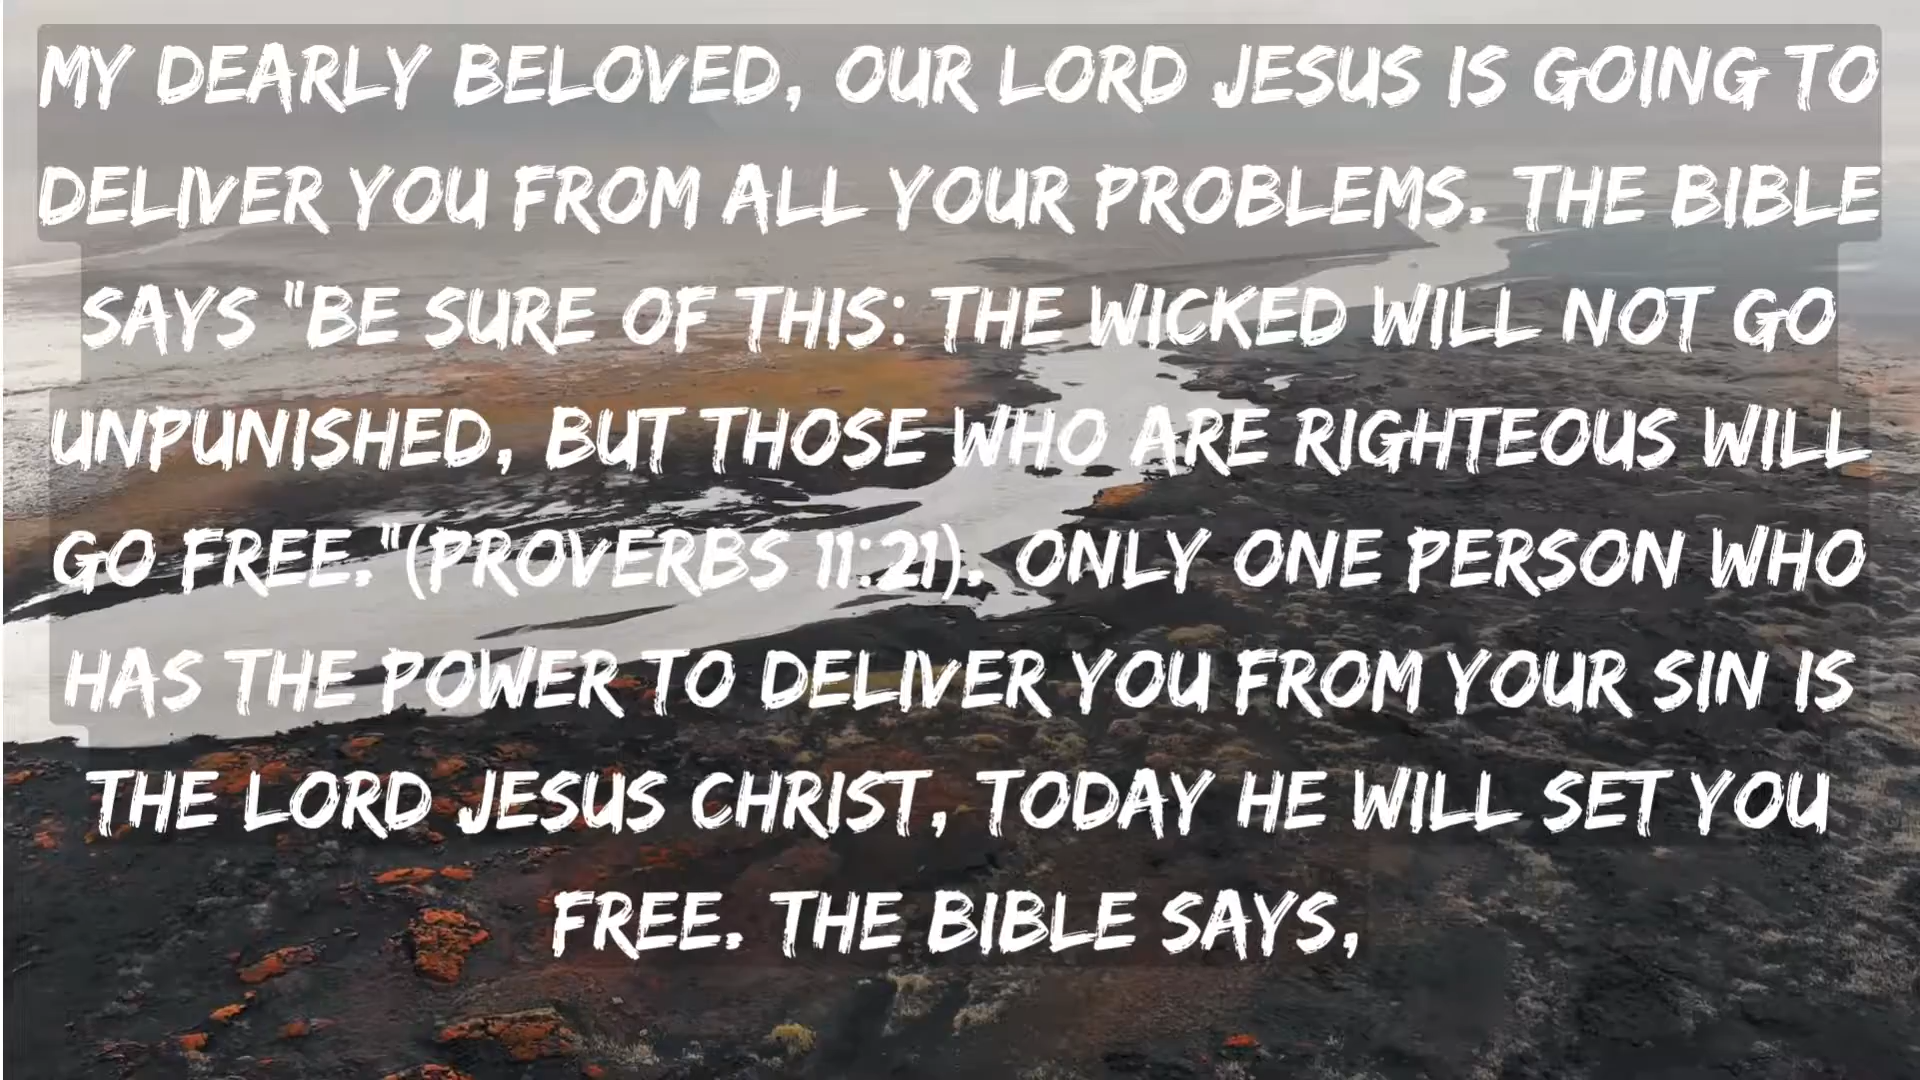 MY DEARLY BELOVED, OUR LORD JESUS IS GOING TO
DELIVER YOU FROM ALL YOUR PROBLEMS. THE BIBLE
SAYS "BE SURE OF THIS: THE WICKED WILL NOT GO
UNPUNISHED, BUT THOSE WHO ARE RIGHTEOUS WILL
GO FREE."(PROVERBS 11:21). ONLY ONE PERSON WHO
HAS THE POWER TO DELIVER YOU FROM YOUR SIN IS
THE LORD JESUS CHRIST, TODAY HE WILL SET YOU
FREE. THE BIBLE SAYS,